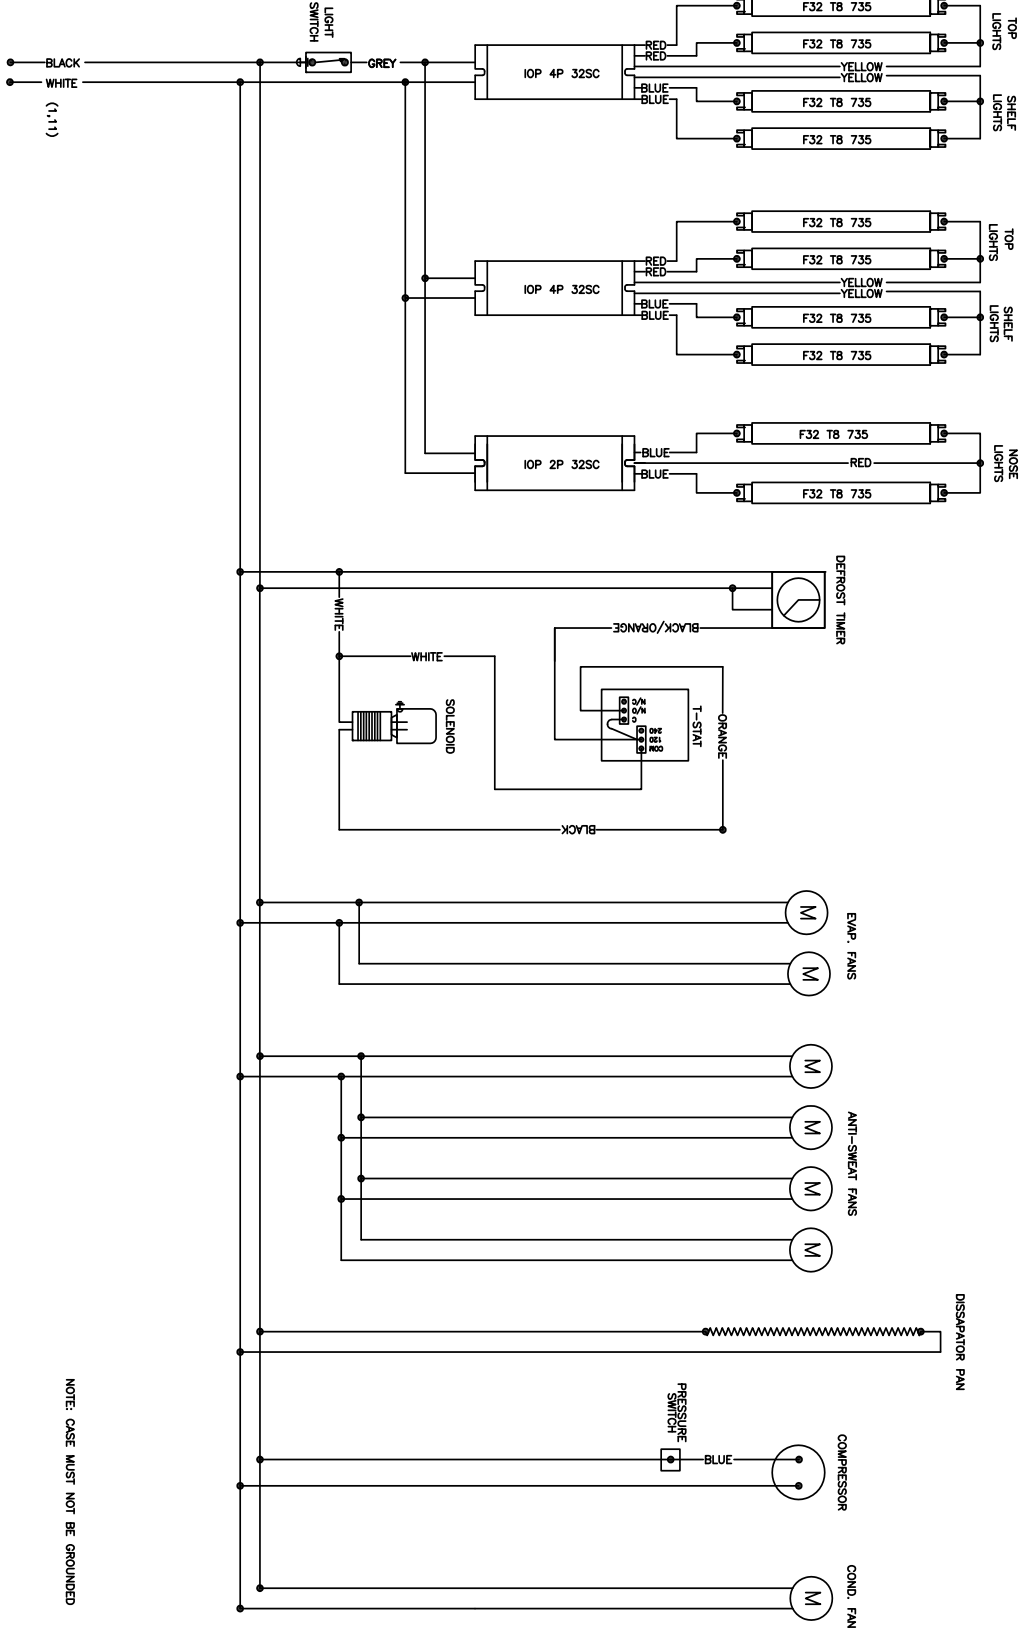 F32 T8 735
TOP
LIGHTS
LIGHT
SWITCH
RED
RED
F32 T8 735
BLACK
GREY
IOP 4P 32SC
YELLOW
YELLOW
WHITE
BLUE
BLUE
F32 T8 735
SHELF
LIGHTS
(1,11)
F32 T8 735
F32 T8 735
TOP
LIGHTS
RED
RED
F32 T8 735
IOP 4P 32SC
YELLOW
YELLOW
BLUE
BLUE
F32 T8 735
SHELF
LIGHTS
F32 T8 735
F32 T8 735
BLUE
IOP 2P 32SC
RED
NOSE
LIGHTS
BLUE
F32 T8 735
DEFROST TIMER
WHITE
BLACK/ORANGE
WHITE
SOLENOID
N/C
N/O
C
240
120
COM
T-STAT
ORANGE
BLACK
M
EVAP. FANS
M
M
M
ANTI-SWEAT FANS
M
M
DISSAPATOR PAN
PRESSURE
SWITCH
BLUE
COMPRESSOR
NOTE: CASE MUST NOT BE GROUNDED
M
COND. FAN